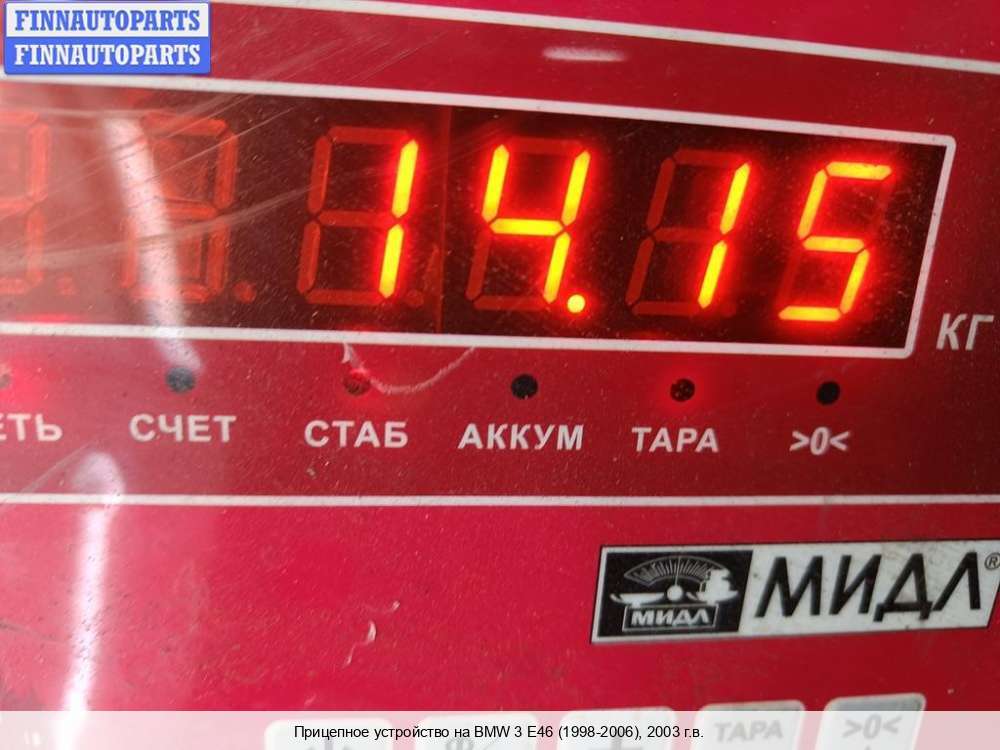 FINNAUTOPARTS
FINNAUTOPARTS
14.15
КГ
ЕТЬ СЧЕТ СТАБ АККУМ ТАРА >0<
МИДЛ МИДЛ®
ТАРА >0<
Прицепное устройство на BMW 3 E46 (1998-2006), 2003 г.в.